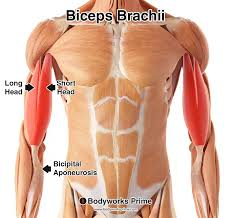 Biceps Brachii
Long
Head
Short
Head
Bicipital
Aponeurosis
Bodyworks Prime